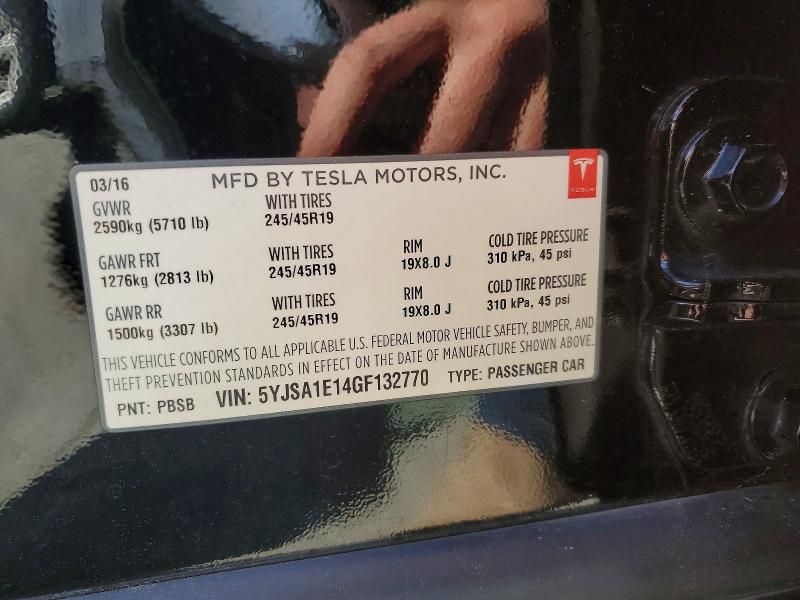 03/16 MFD BY TESLA MOTORS, INC.
TESLA
GVWR WITH TIRES
2590kg (5710 lb) 245/45R19
GAWR FRT WITH TIRES RIM COLD TIRE PRESSURE
1276kg (2813 lb) 245/45R19 19X8.0 J 310 kPa, 45 psi
GAWR RR WITH TIRES RIM COLD TIRE PRESSURE
1500kg (3307 lb) 245/45R19 19X8.0 J 310 kPa, 45 psi
THIS VEHICLE CONFORMS TO ALL APPLICABLE U.S. FEDERAL MOTOR VEHICLE SAFETY, BUMPER, AND
THEFT PREVENTION STANDARDS IN EFFECT ON THE DATE OF MANUFACTURE SHOWN ABOVE.
PNT: PBSB VIN: 5YJSA1E14GF132770 TYPE: PASSENGER CAR